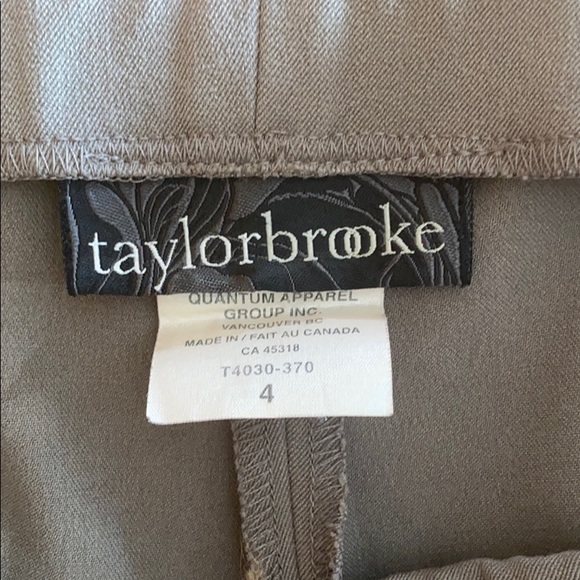 taylorbrooke
QUANTUM APPAREL
GROUP INC.
VANCOUVER BC
MADE IN / FAIT AU CANADA
CA 45318
T4030-370
4